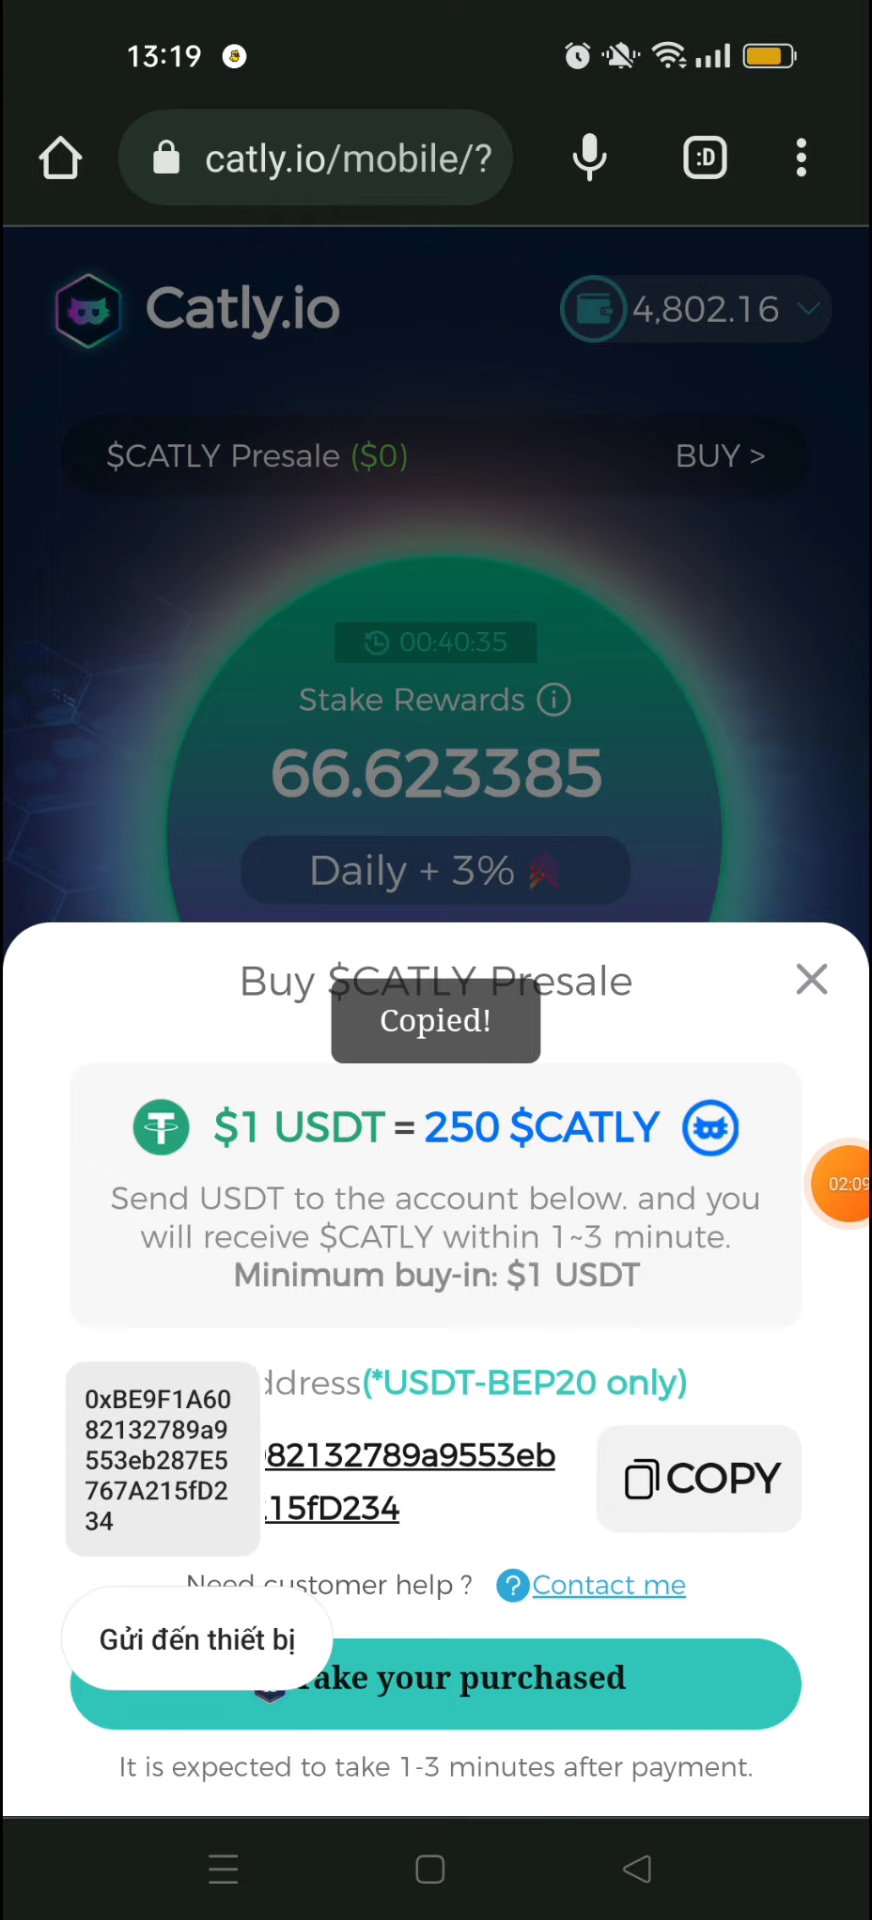 13:19
catly.io/mobile/?
:D
Catly.io
4,802.16
$CATLY Presale ($0)
BUY >
00:40:35
Stake Rewards
66.623385
Daily + 3%
Buy $CATLY Presale
Copied!
$1 USDT = 250 $CATLY
Send USDT to the account below. and you
will receive $CATLY within 1~3 minute.
Minimum buy-in: $1 USDT
02:09
ddress(*USDT-BEP20 only)
0xBE9F1A60
82132789a9
553eb287E5
767A215fD2
34
82132789a9553eb
15fD234
COPY
Need customer help ?
Contact me
Gửi đến thiết bị
Take your purchased
It is expected to take 1-3 minutes after payment.